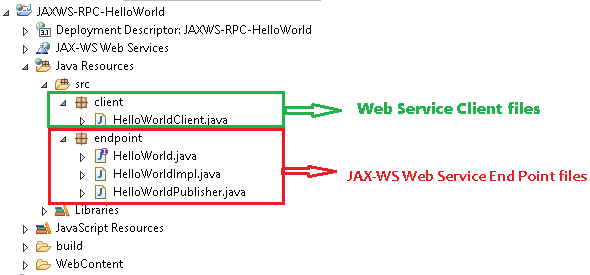 JAXWS-RPC-HelloWorld
Deployment Descriptor: JAXWS-RPC-HelloWorld
JAX-WS Web Services
Java Resources
src
client
HelloWorldClient.java
Web Service Client files
endpoint
HelloWorld.java
HelloWorldImpl.java
JAX-WS Web Service End Point files
HelloWorldPublisher.java
Libraries
JavaScript Resources
build
WebContent